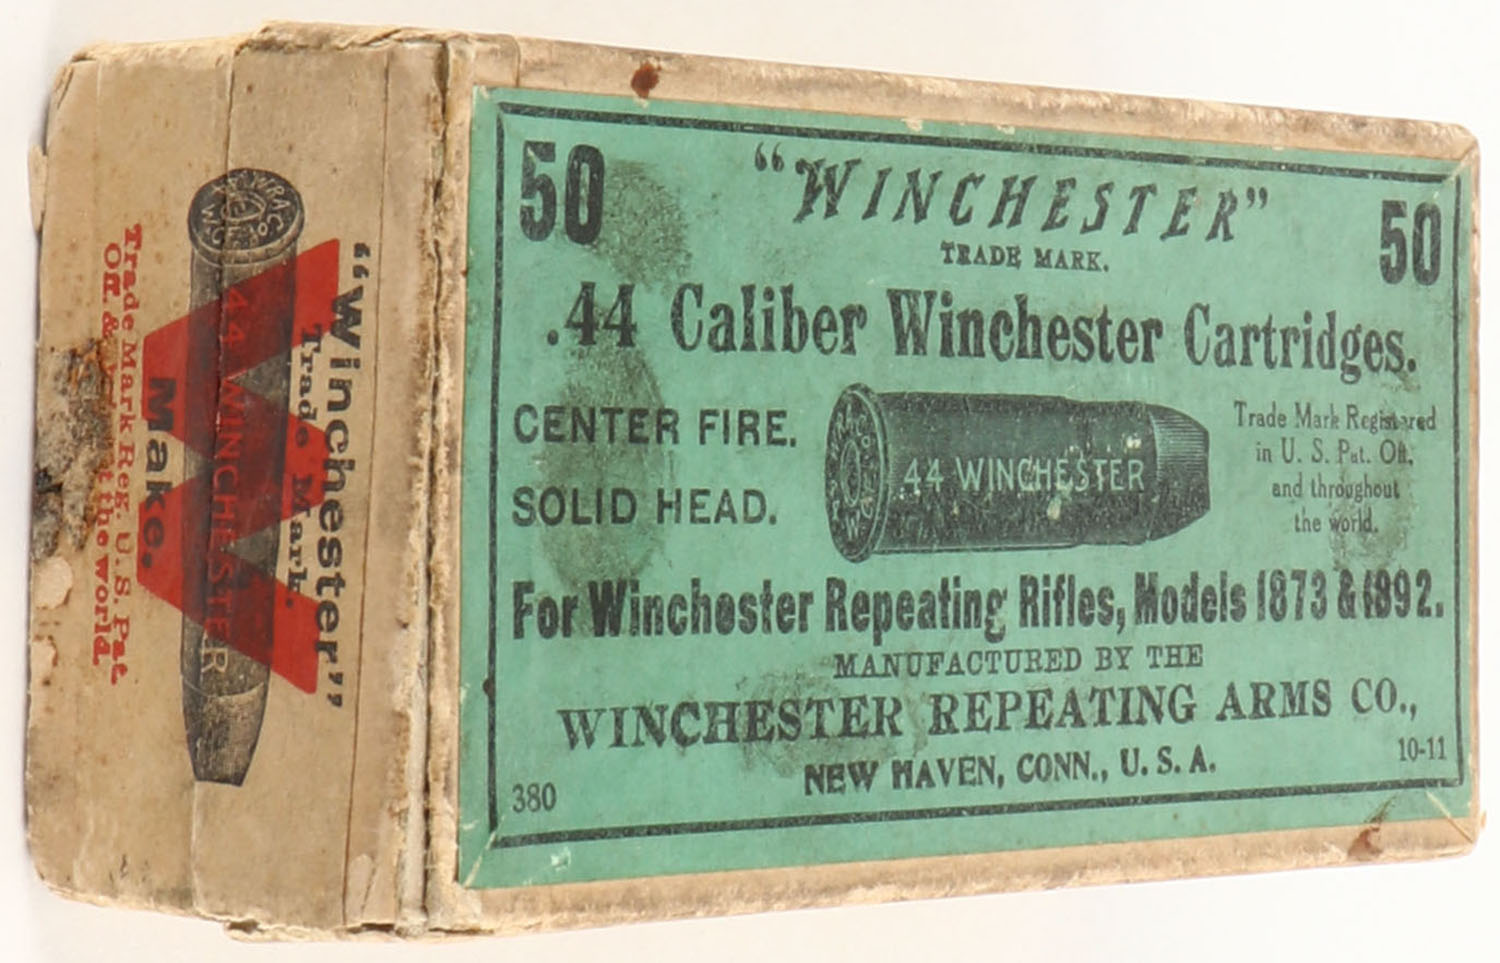 50 "WINCHESTER" 50
TRADE MARK.
.44 Caliber Winchester Cartridges.
CENTER FIRE.
SOLID HEAD.
44 WINCHESTER
Trade Mark Registered
in U. S. Pat. Off.
and throughout
the world.
For Winchester Repeating Rifles, Models 1873 & 1892.
MANUFACTURED BY THE
WINCHESTER REPEATING ARMS CO.,
NEW HAVEN, CONN., U. S. A.
380
10-11
"Winchester"
Trade Mark.
44 WINCHESTER
Make.
Trade Mark Reg. U. S. Pat.
Off. & the world.